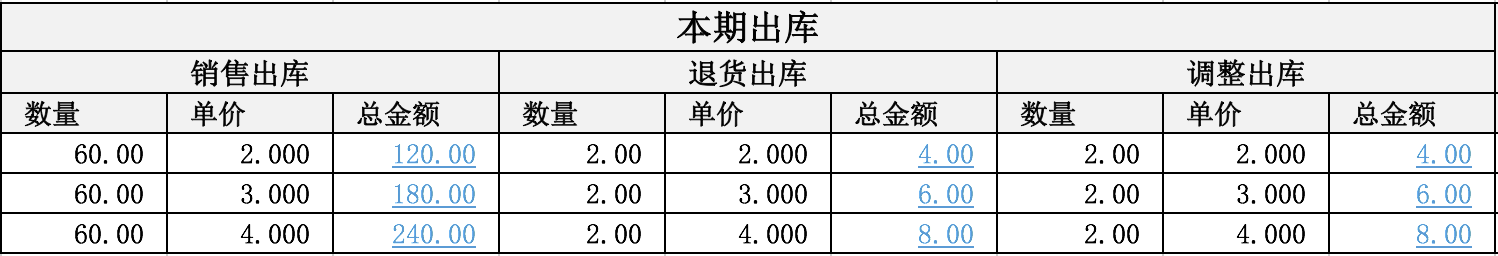 本期出库
销售出库 退货出库 调整出库
数量 单价 总金额 数量 单价 总金额 数量 单价 总金额
60.00 2.000 120.00 2.00 2.000 4.00 2.00 2.000 4.00
60.00 3.000 180.00 2.00 3.000 6.00 2.00 3.000 6.00
60.00 4.000 240.00 2.00 4.000 8.00 2.00 4.000 8.00